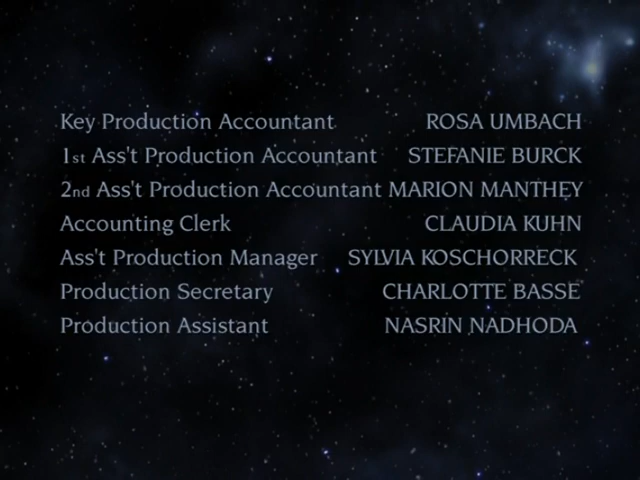 Key Production Accountant ROSA UMBACH
1st Ass't Production Accountant STEFANIE BURCK
2nd Ass't Production Accountant MARION MANTHEY
Accounting Clerk CLAUDIA KUHN
Ass't Production Manager SYLVIA KOSCHORRECK
Production Secretary CHARLOTTE BASSE
Production Assistant NASRIN NADHODA